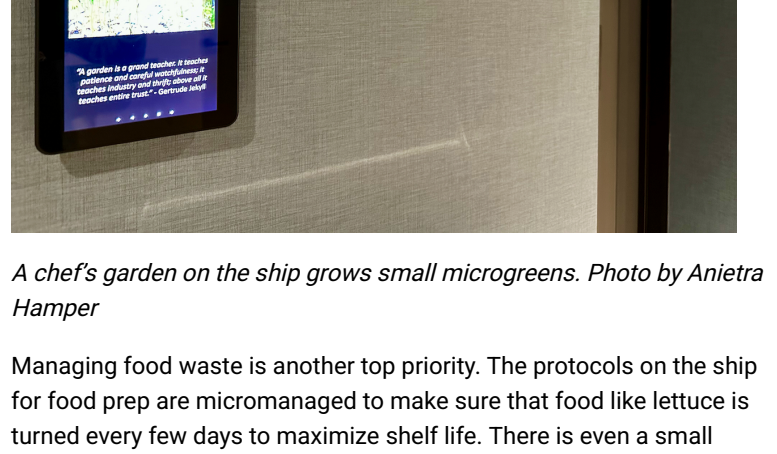 "A garden is a grand teacher. It teaches
patience and careful watchfulness; it
teaches industry and thrift; above all it
teaches entire trust." - Gertrude Jekyll
A chef's garden on the ship grows small microgreens. Photo by Anietra
Hamper
Managing food waste is another top priority. The protocols on the ship
for food prep are micromanaged to make sure that food like lettuce is
turned every few days to maximize shelf life. There is even a small